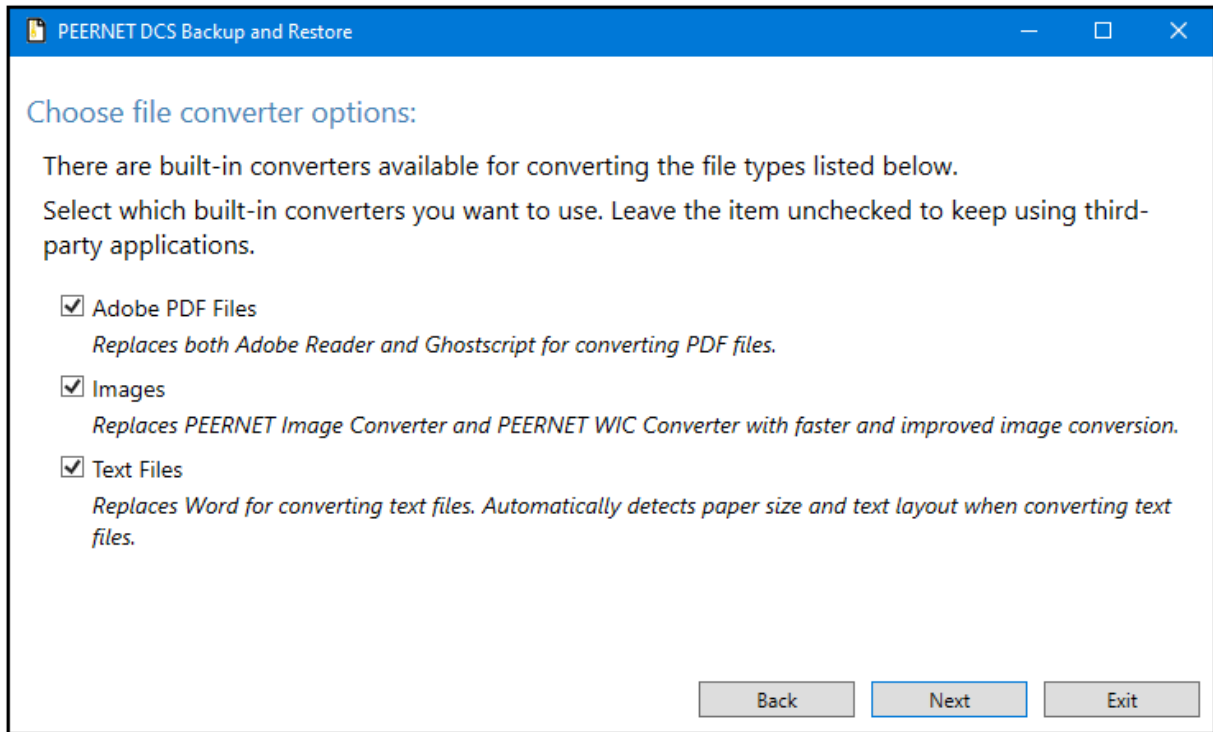 PEERNET DCS Backup and Restore
Choose file converter options:
There are built-in converters available for converting the file types listed below.
Select which built-in converters you want to use. Leave the item unchecked to keep using third-
party applications.
Adobe PDF Files
Replaces both Adobe Reader and Ghostscript for converting PDF files.
Images
Replaces PEERNET Image Converter and PEERNET WIC Converter with faster and improved image conversion.
Text Files
Replaces Word for converting text files. Automatically detects paper size and text layout when converting text
files.
Back Next Exit